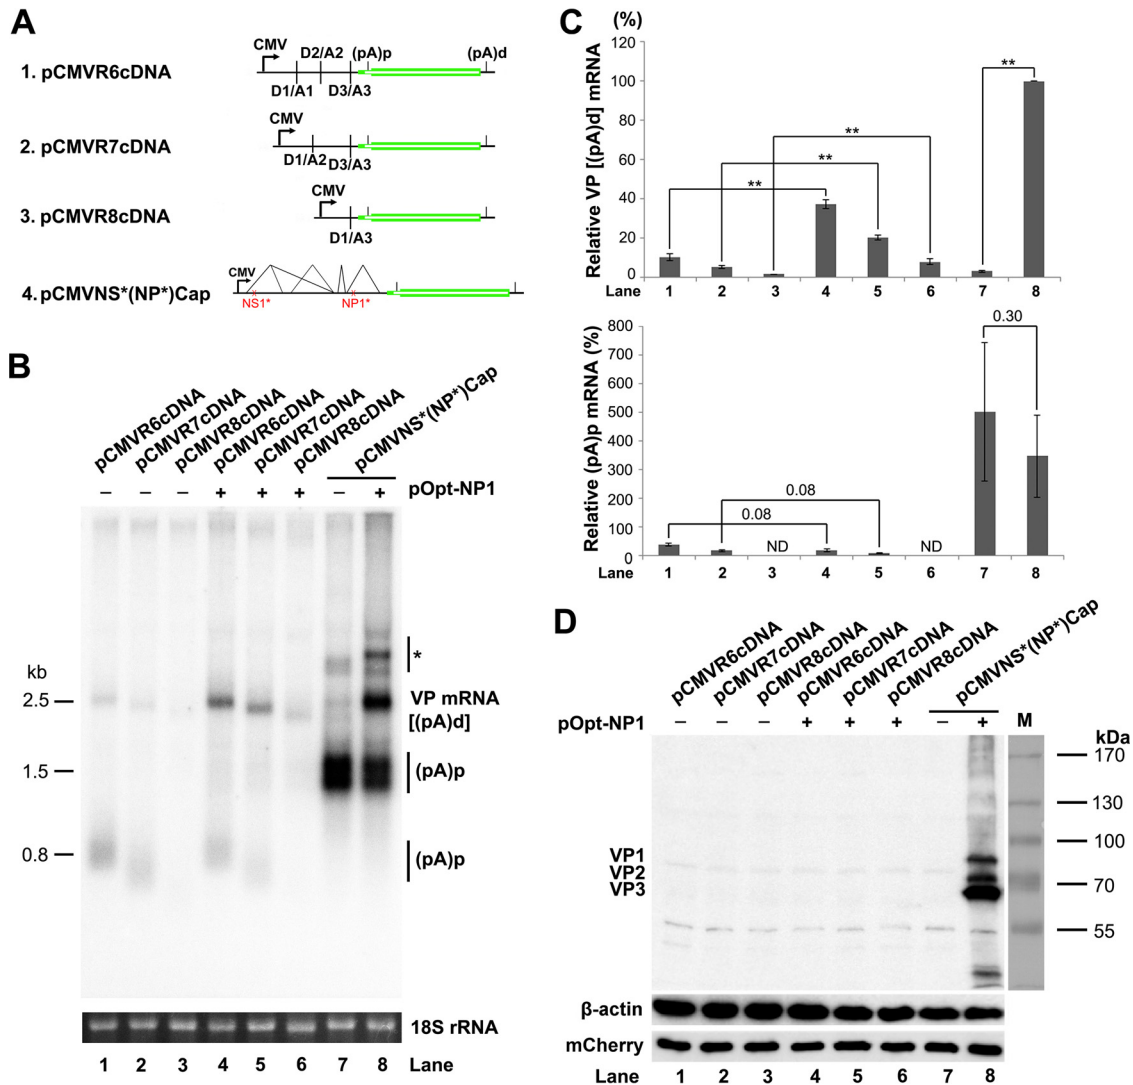 A
1. pCMVR6cDNA
CMV
D2/A2
(pA)p
(pA)d
D1/A1
D3/A3
2. pCMVR7cDNA
CMV
D1/A2
D3/A3
3. pCMVR8cDNA
CMV
D1/A3
4. pCMVNS*(NP*)Cap
CMV
NS1*
NP1*
B
pCMVR6cDNA
pCMVR7cDNA
pCMVR8cDNA
pCMVR6cDNA
pCMVR7cDNA
pCMVR8cDNA
pCMVNS*(NP*)Cap
– – – + + + – + pOpt-NP1
kb
2.5
1.5
0.8
*
VP mRNA
[(pA)d]
(pA)p
(pA)p
18S rRNA
1 2 3 4 5 6 7 8 Lane
C
(%)
Relative VP [(pA)d] mRNA
120
100
80
60
40
20
0
** ** ** **
Lane 1 2 3 4 5 6 7 8
Relative (pA)p mRNA (%)
800
700
600
500
400
300
200
100
0
0.08
0.08
ND
ND
0.30
Lane 1 2 3 4 5 6 7 8
D
pCMVR6cDNA
pCMVR7cDNA
pCMVR8cDNA
pCMVR6cDNA
pCMVR7cDNA
pCMVR8cDNA
pCMVNS*(NP*)Cap
pOpt-NP1 – – – + + + – + M
kDa
170
130
100
70
55
VP1
VP2
VP3
β-actin
mCherry
Lane 1 2 3 4 5 6 7 8